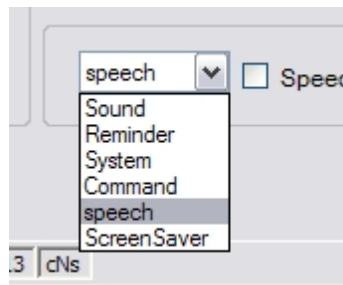 speech Speec
Sound
Reminder
System
Command
speech
ScreenSaver
.3 cNs